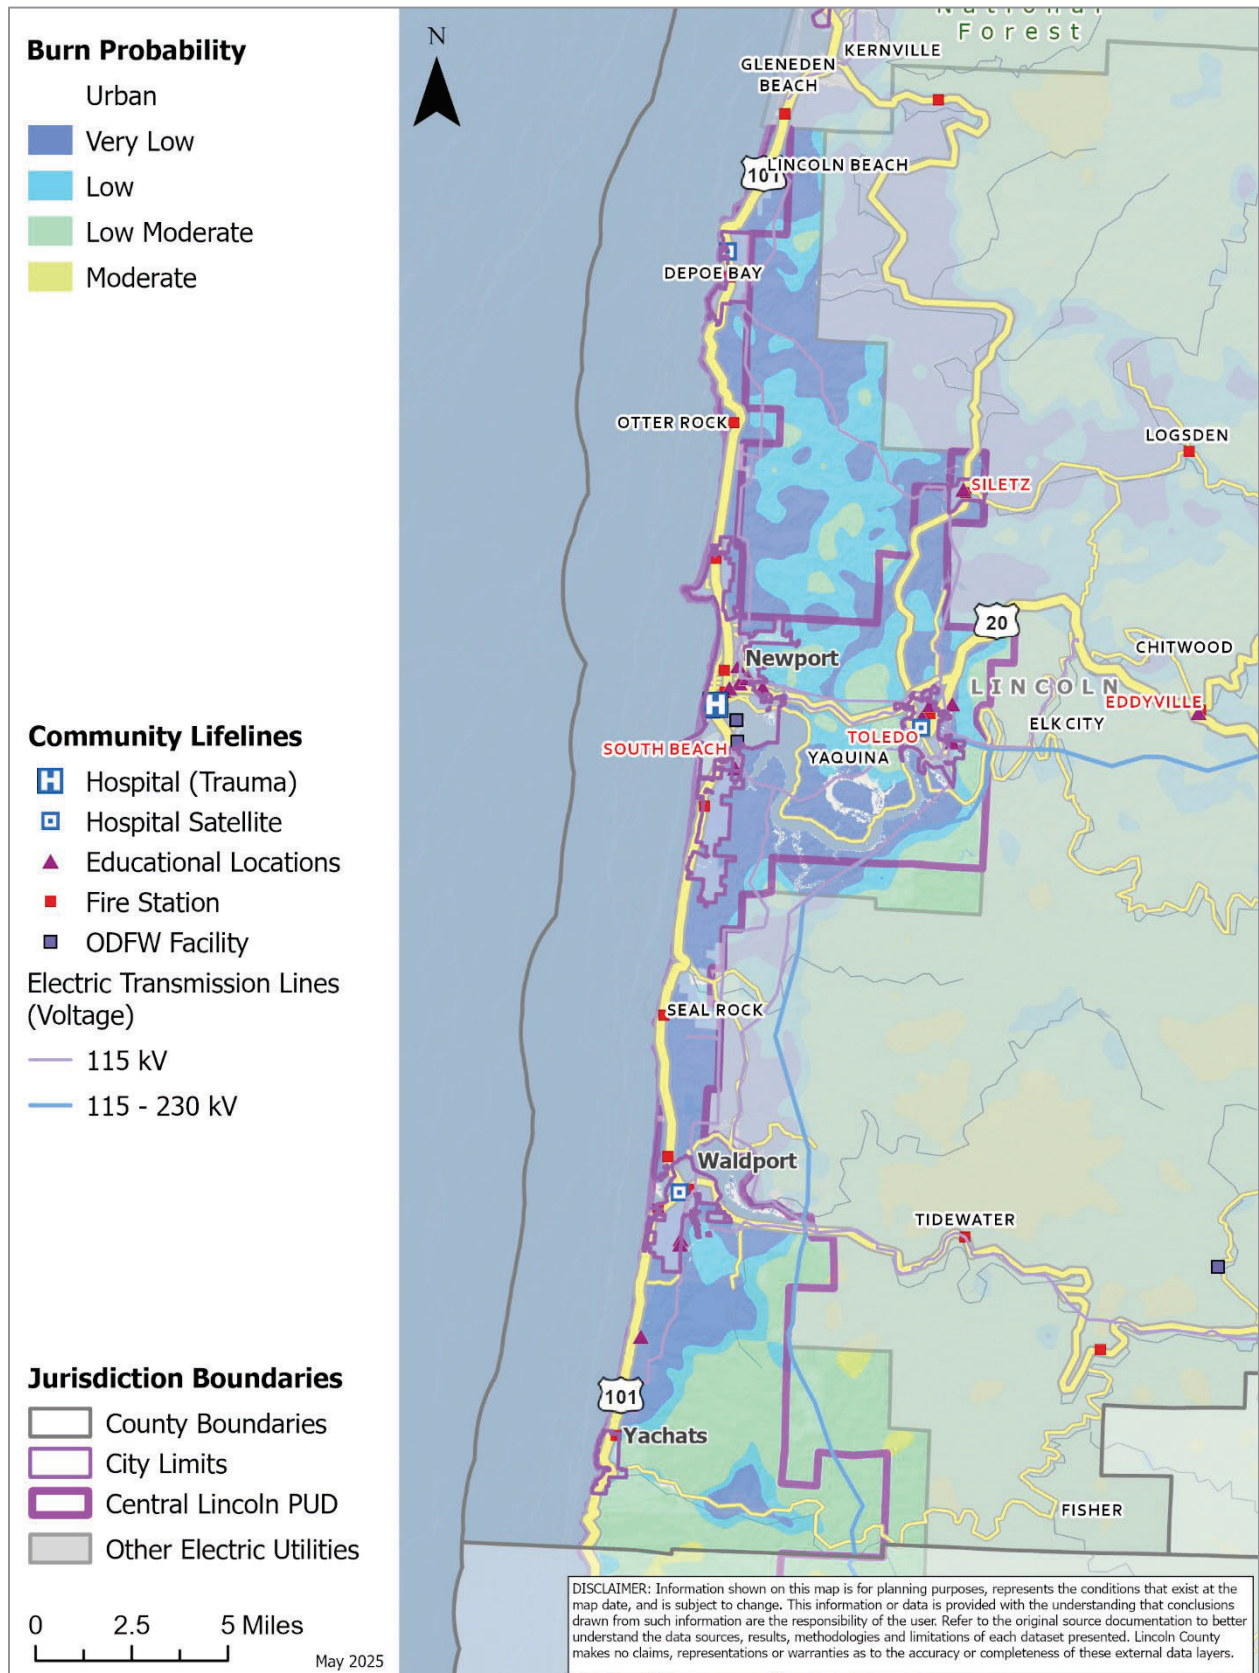 Burn Probability
Urban
Very Low
Low
Low Moderate
Moderate
Community Lifelines
H Hospital (Trauma)
Hospital Satellite
Educational Locations
Fire Station
ODFW Facility
Electric Transmission Lines
(Voltage)
115 kV
115 - 230 kV
Jurisdiction Boundaries
County Boundaries
City Limits
Central Lincoln PUD
Other Electric Utilities
0 2.5 5 Miles
May 2025
N
National
Forest
KERNVILLE
GLENEDEN
BEACH
101
LINCOLN BEACH
DEPOE BAY
OTTER ROCK
LOGSDEN
SILETZ
20
CHITWOOD
Newport
LINCOLN
EDDYVILLE
H
ELK CITY
SOUTH BEACH
TOLEDO
YAQUINA
SEAL ROCK
Waldport
TIDEWATER
101
Yachats
FISHER
DISCLAIMER: Information shown on this map is for planning purposes, represents the conditions that exist at the
map date, and is subject to change. This information or data is provided with the understanding that conclusions
drawn from such information are the responsibility of the user. Refer to the original source documentation to better
understand the data sources, results, methodologies and limitations of each dataset presented. Lincoln County
makes no claims, representations or warranties as to the accuracy or completeness of these external data layers.